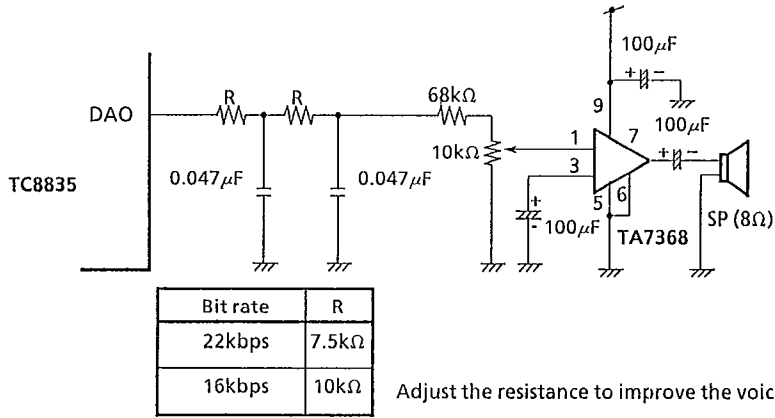 100μF
+ -
9
100μF
DAO
R
R
68kΩ
10kΩ
1
7
+ -
3
TC8835
0.047μF
0.047μF
+
-
100μF
5
6
TA7368
SP (8Ω)
Bit rate R
22kbps 7.5kΩ
16kbps 10kΩ
Adjust the resistance to improve the